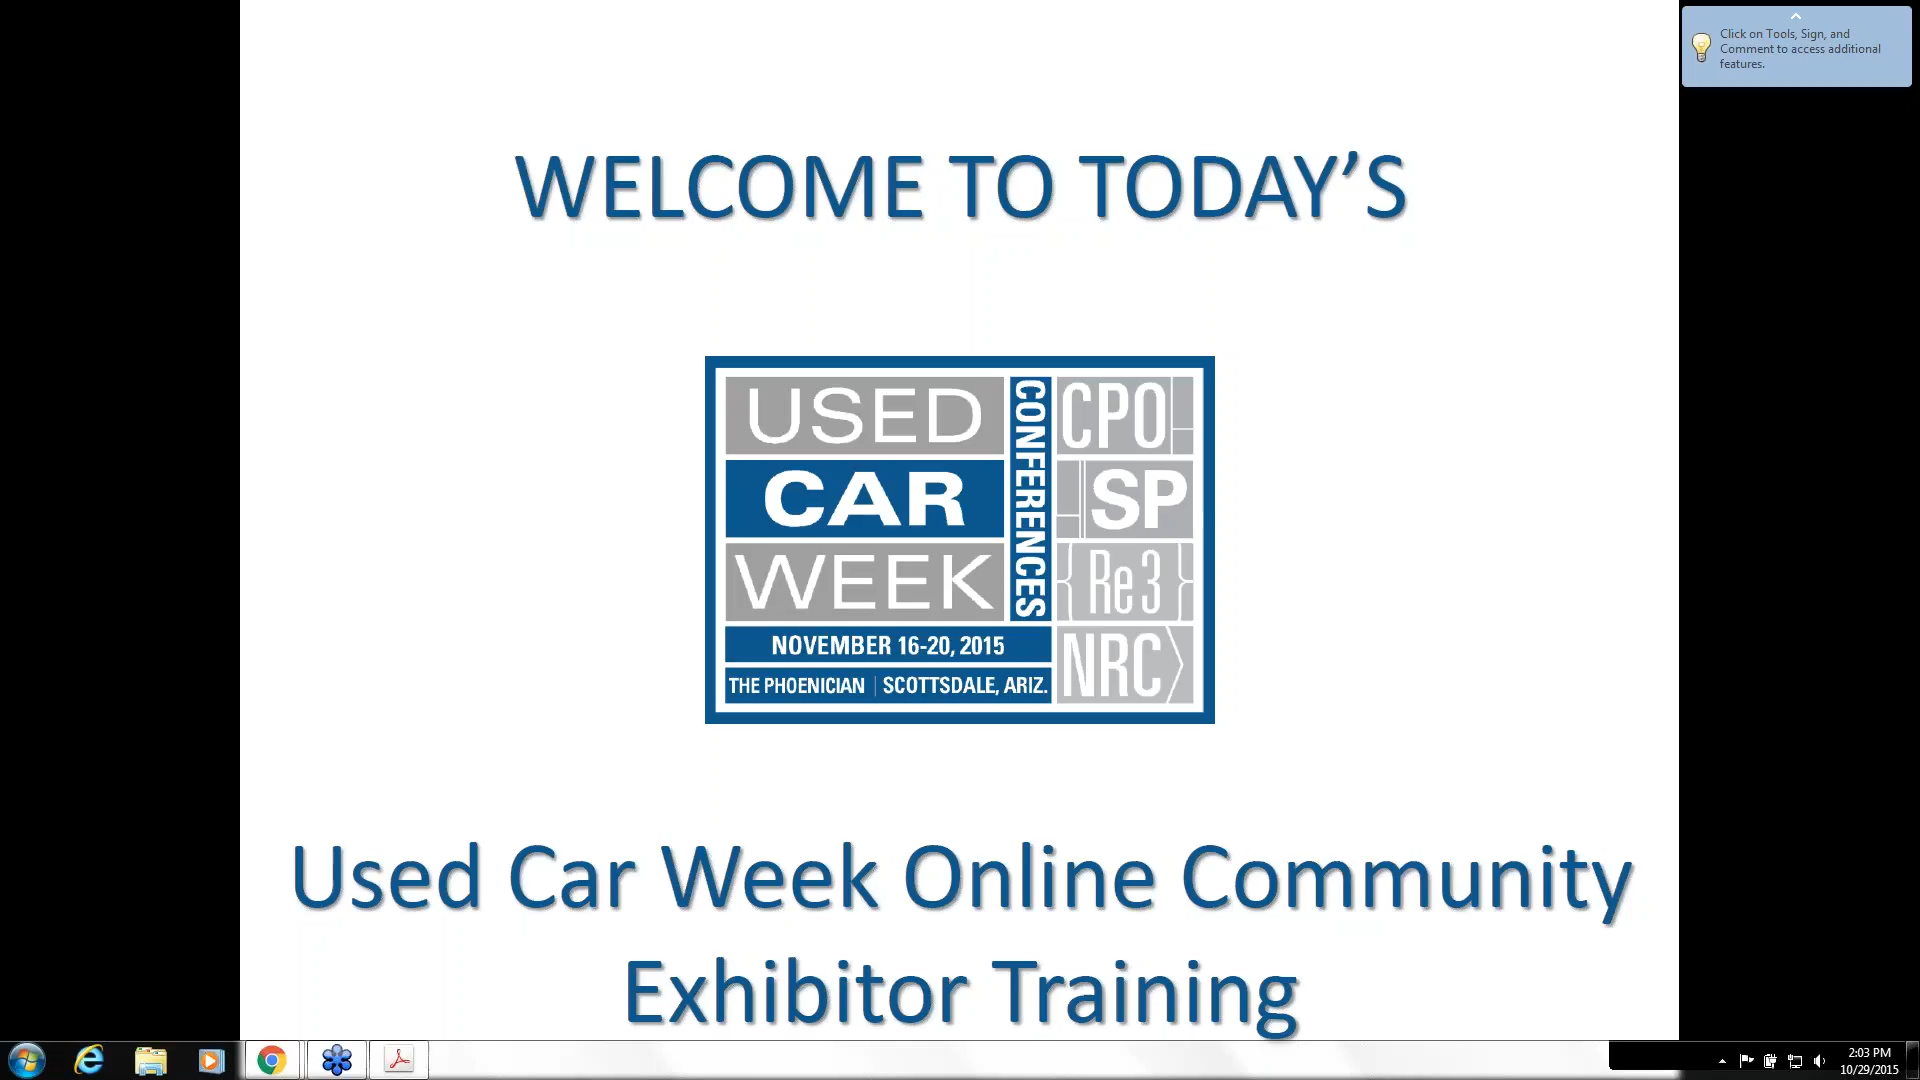 Click on Tools, Sign, and
Comment to access additional
features.
WELCOME TO TODAY’S
USED
CAR
WEEK
CONFERENCES
CPO
SP
{Re3}
NRC
NOVEMBER 16-20, 2015
THE PHOENICIAN | SCOTTSDALE, ARIZ.
Used Car Week Online Community
Exhibitor Training
2:03 PM
10/29/2015